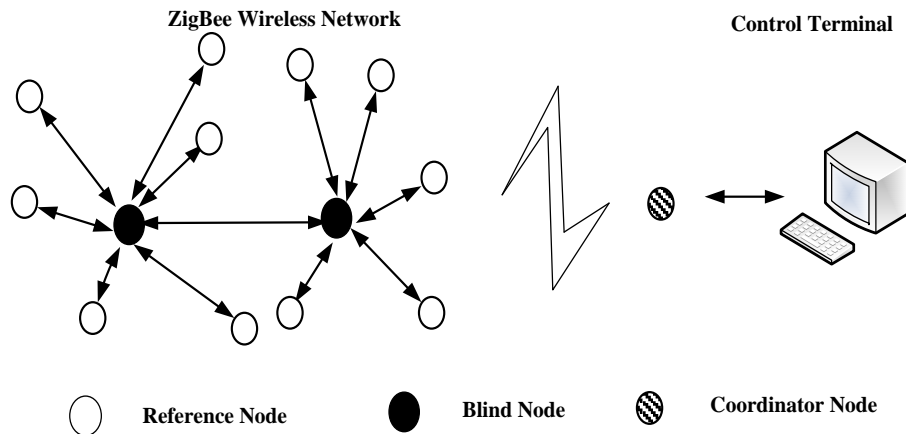 ZigBee Wireless Network
Control Terminal
Reference Node
Blind Node
Coordinator Node